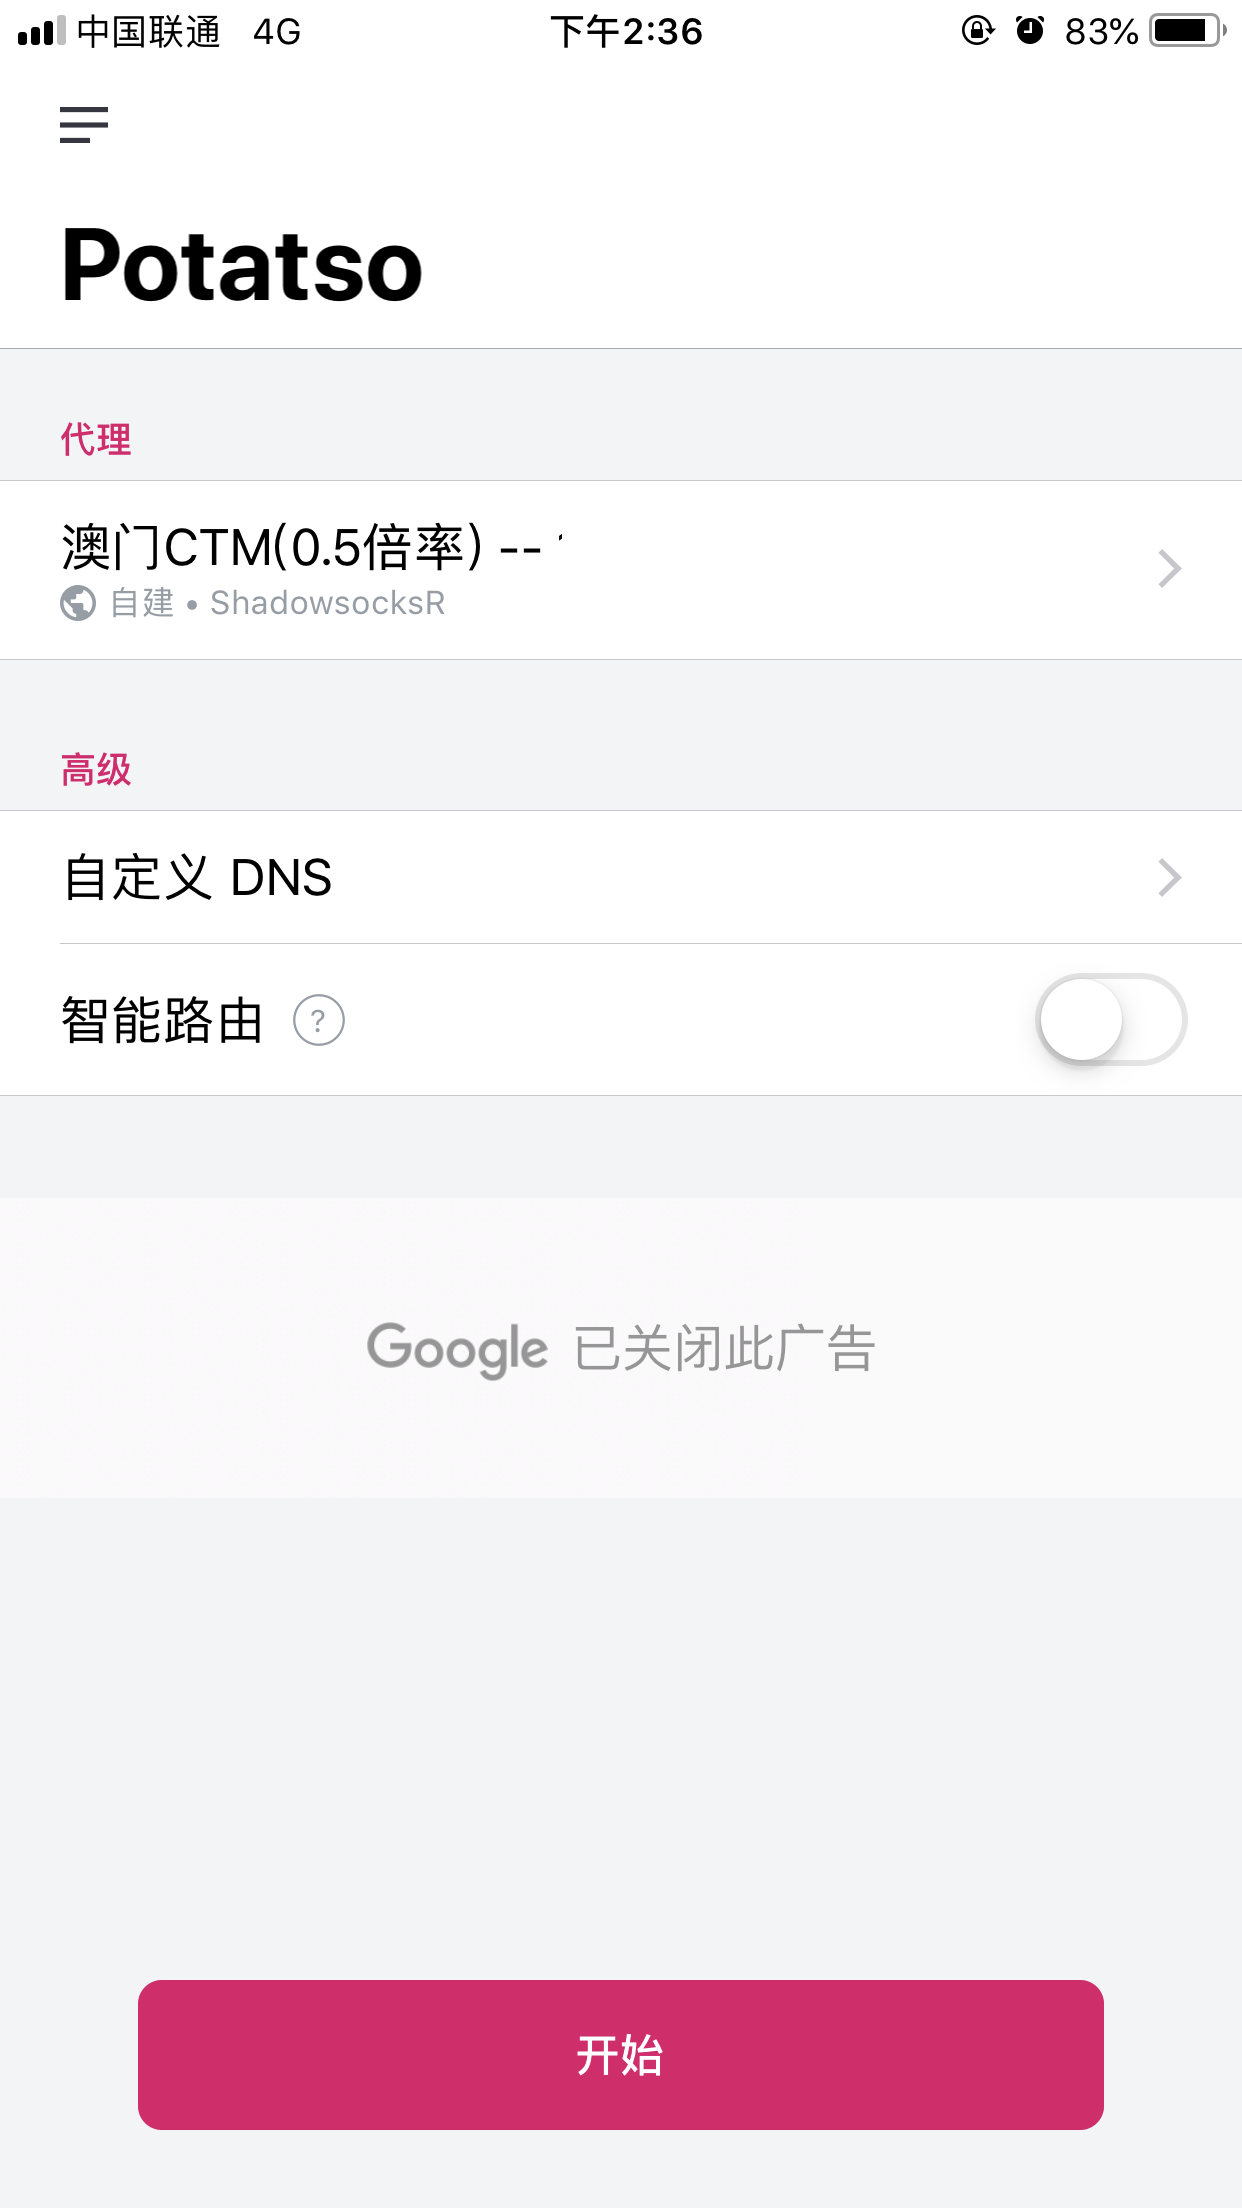 中国联通 4G 下午2:36 83%
Potatso
代理
澳门CTM(0.5倍率) --
自建 • ShadowsocksR
高级
自定义 DNS
智能路由 ?
Google 已关闭此广告
开始